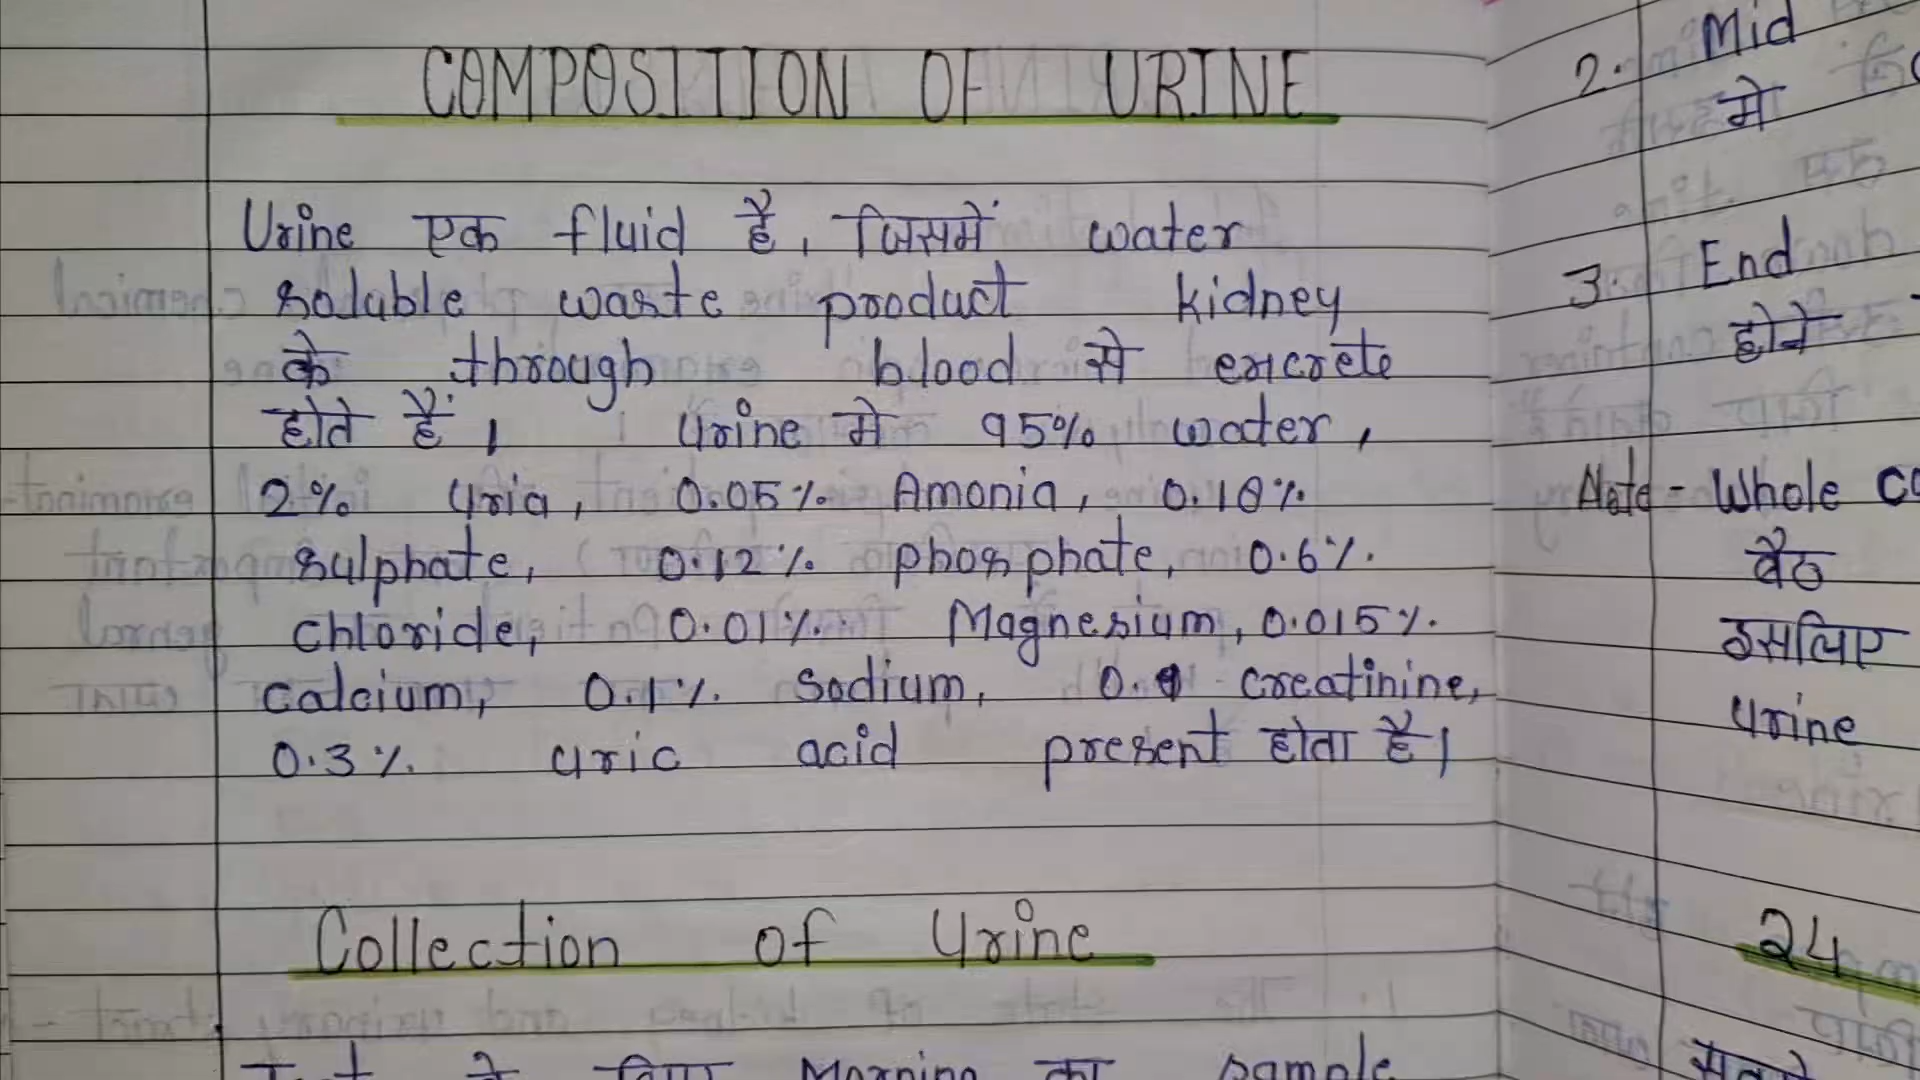 COMPOSITION OF URINE
Urine एक fluid है, जिसमें water
soluble waste product kidney
के through blood से excrete
होते हैं। urine मे 95% water,
2% Uria, 0.05% Amonia, 0.18%
sulphate, 0.12% phosphate, 0.6%
chloride, 0.01% Magnesium, 0.015%
calcium, 0.1% sodium, creatinine,
0.3% uric acid present होता है।
Collection of Urine
Morning का sample
2. Mid
मे
3. End
होने
Note - Whole
बैठ
इसलिए
Urine
24